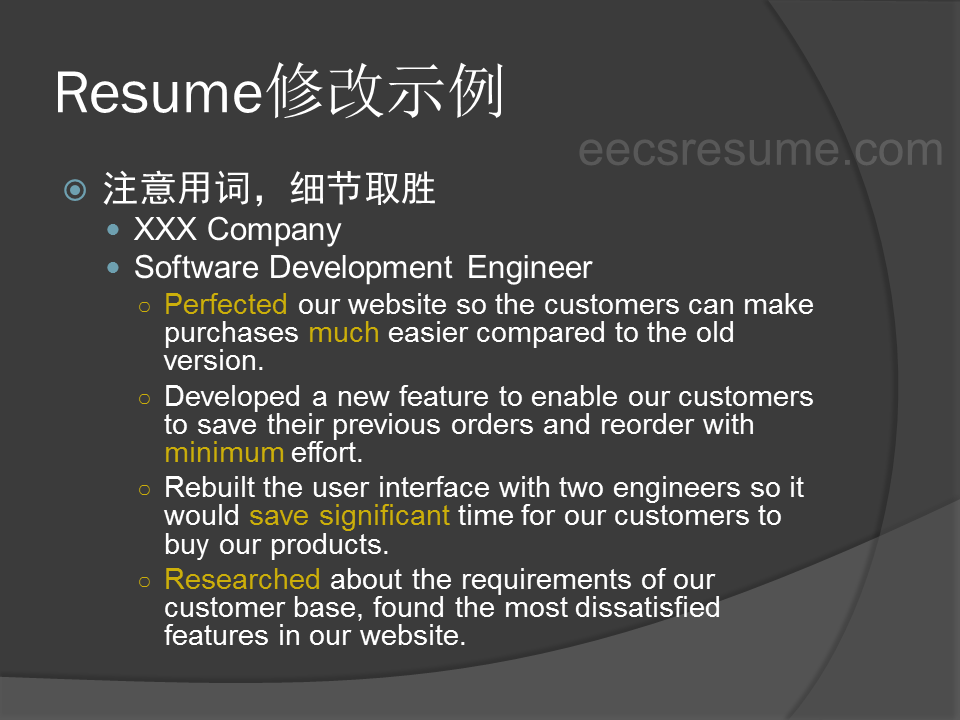 Resume修改示例
eecsresume.com
注意用词，细节取胜
XXX Company
Software Development Engineer
Perfected our website so the customers can make
purchases much easier compared to the old
version.
Developed a new feature to enable our customers
to save their previous orders and reorder with
minimum effort.
Rebuilt the user interface with two engineers so it
would save significant time for our customers to
buy our products.
Researched about the requirements of our
customer base, found the most dissatisfied
features in our website.